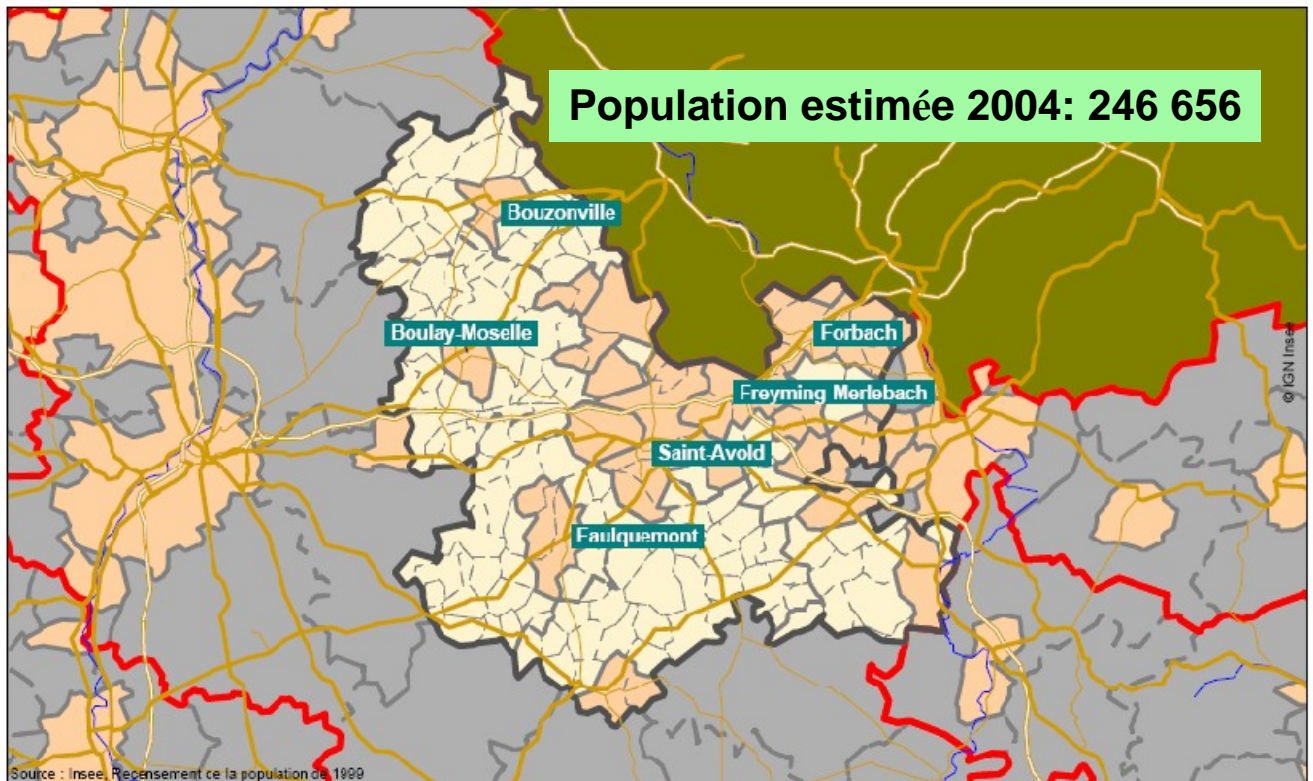 Population estimée 2004: 246 656
Bouzonville
Boulay-Moselle
Forbach
Freyming Merlebach
Saint-Avold
Faulquemont
© IGN Insee
Source : Insee, Recensement de la population de 1999